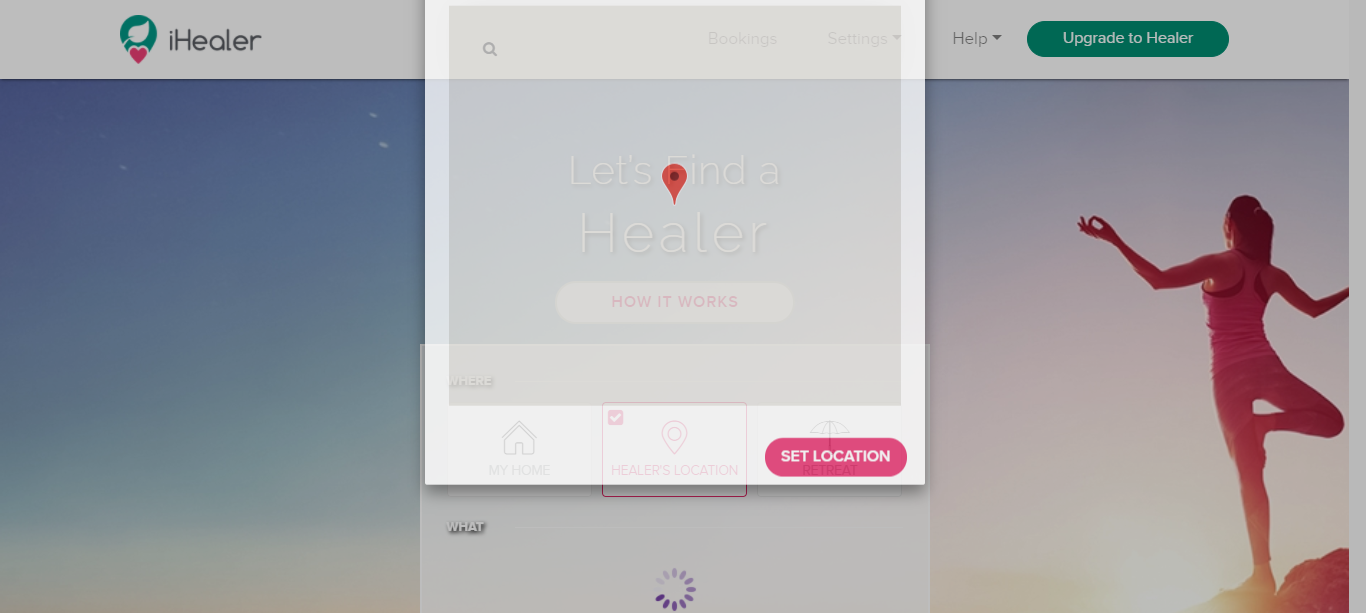 iHealer
Bookings
Settings
Help
Upgrade to Healer
Let's Find a
Healer
HOW IT WORKS
WHERE
MY HOME
HEALER'S LOCATION
RETREAT
SET LOCATION
WHAT